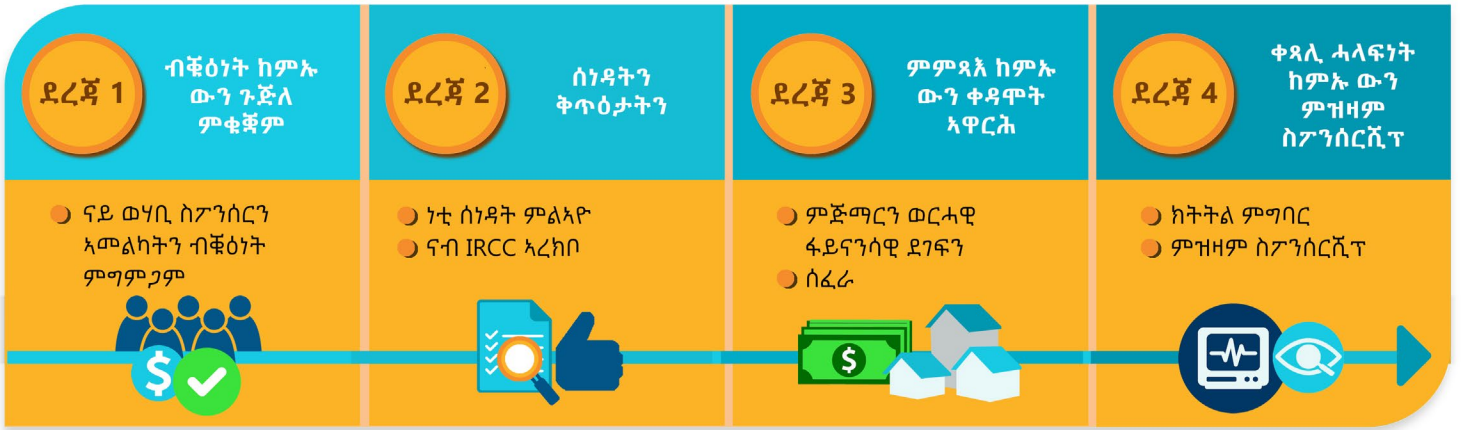 ደረጃ 1
ብቑዕነት ከምኡ
ውን ጉጅለ
ምቁቛም
ናይ ወሃቢ ስፖንሰርን
ኣመልካትን ብቑዕነት
ምግምጋም
ደረጃ 2
ሰነዳትን
ቅጥዕታትን
ነቲ ሰነዳት ምልኣዮ
ናብ IRCC ኣረክቦ
ደረጃ 3
ምምጻእ ከምኡ
ውን ቀዳሞት
ኣዋርሕ
ምጅማርን ወርሓዊ
ፋይናንሳዊ ደገፍን
ሰፈራ
ደረጃ 4
ቀጻሊ ሓላፍነት
ከምኡ ውን
ምዝዛም
ስፖንሰርሺፕ
ክትትል ምግባር
ምዝዛም ስፖንሰርሺፕ